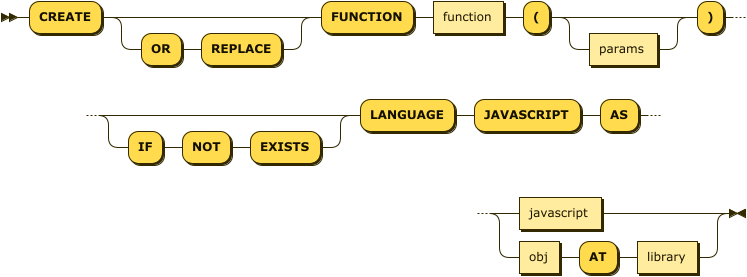 CREATE FUNCTION function ( )
OR REPLACE params
LANGUAGE JAVASCRIPT AS
IF NOT EXISTS
javascript
obj AT library